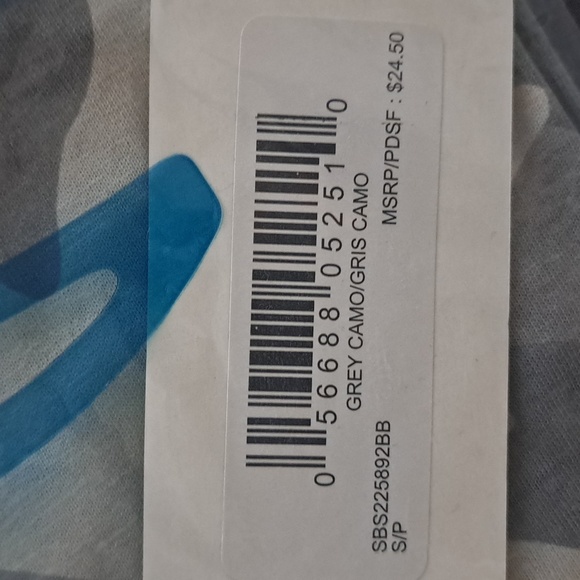 0 56688 05251 0
GREY CAMO/GRIS CAMO
SBS225892BB MSRP/PDSF : $24.50
S/P